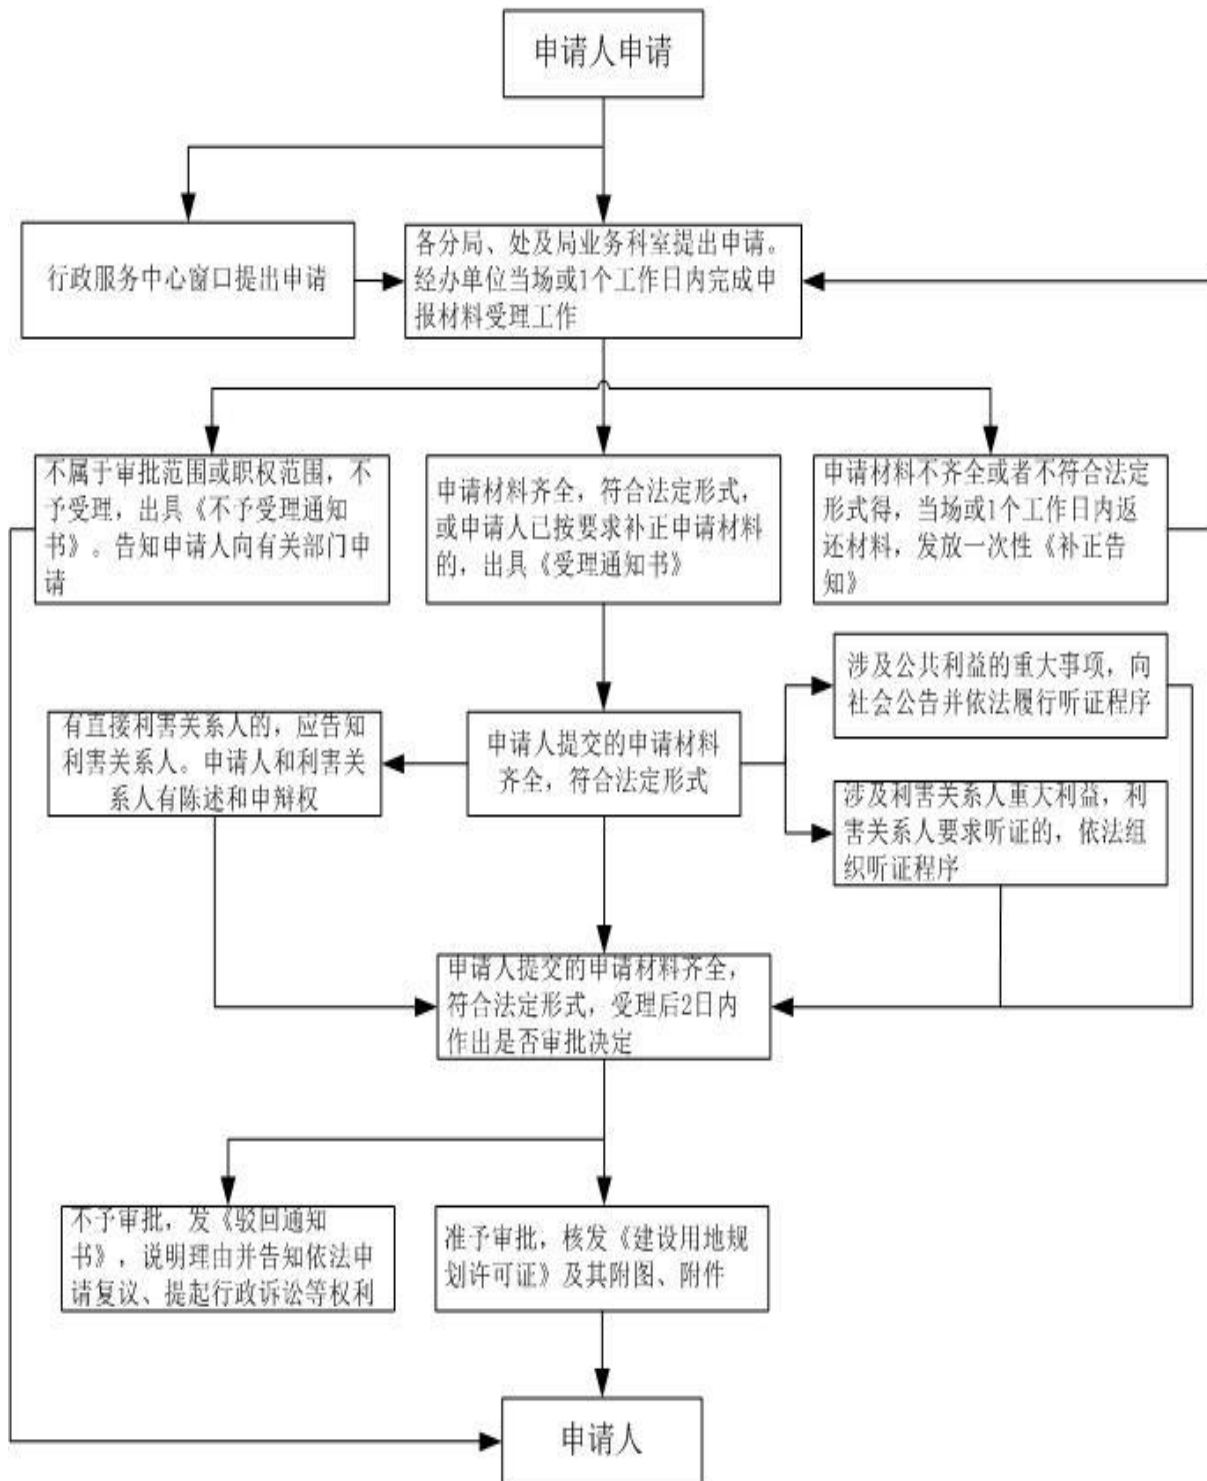 申请人申请
行政服务中心窗口提出申请
各分局、处及局业务科室提出申请。
经办单位当场或1个工作日内完成申
报材料受理工作
不属于审批范围或职权范围，不
予受理，出具《不予受理通知
书》。告知申请人向有关部门申
请
申请材料齐全，符合法定形式，
或申请人已按要求补正申请材料
的，出具《受理通知书》
申请材料不齐全或者不符合法定
形式得，当场或1个工作日内返
还材料，发放一次性《补正告
知》
有直接利害关系人的，应告知
利害关系人。申请人和利害关
系人有陈述和申辩权
申请人提交的申请材料
齐全，符合法定形式
涉及公共利益的重大事项，向
社会公告并依法履行听证程序
涉及利害关系人重大利益，利
害关系人要求听证的，依法组
织听证程序
申请人提交的申请材料齐全，
符合法定形式，受理后2日内
作出是否审批决定
不予审批，发《驳回通知
书》，说明理由并告知依法申
请复议、提起行政诉讼等权利
准予审批，核发《建设用地规
划许可证》及其附图、附件
申请人